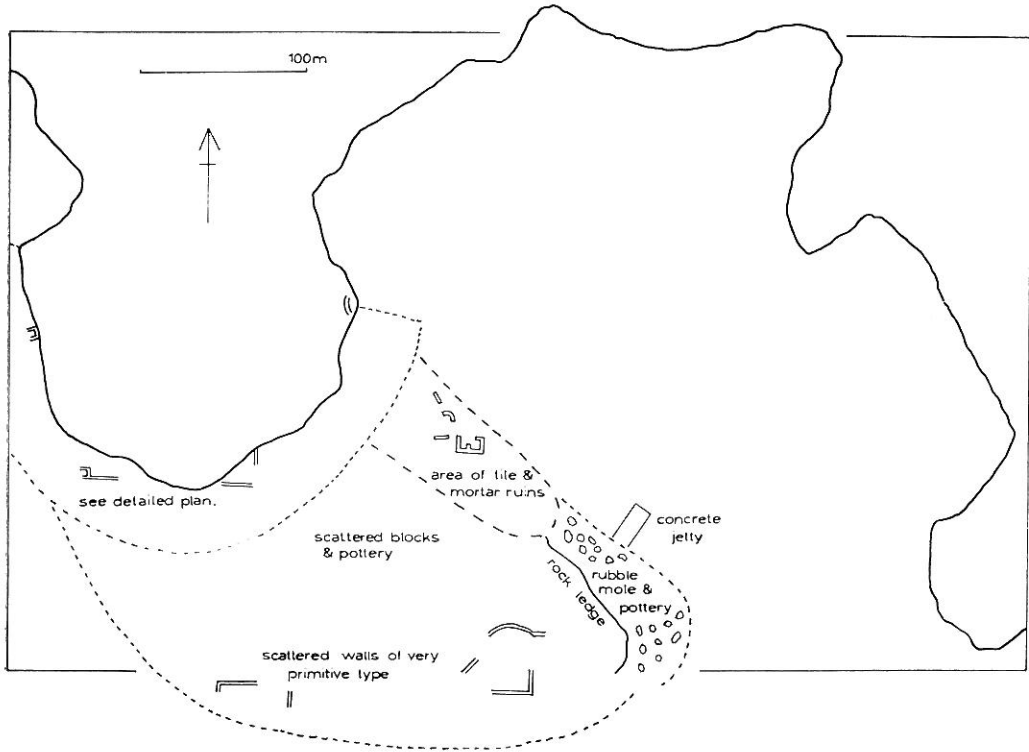 100m
area of tile &
mortar ruins
see detailed plan.
scattered blocks
& pottery
concrete
jetty
rock ledge
rubble
mole &
pottery
scattered walls of very
primitive type